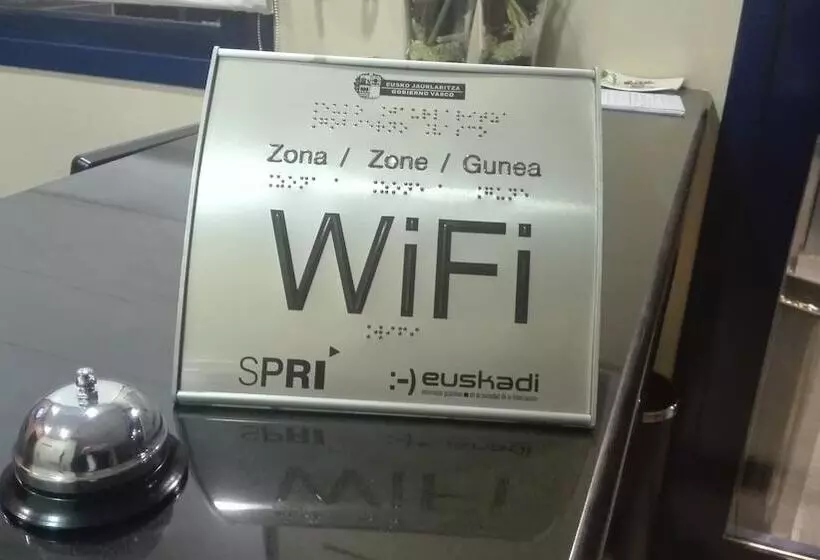 EUSKO JAURLARITZA
GOBIERNO VASCO
Zona / Zone / Gunea
WiFi
SPRI
:-) euskadi